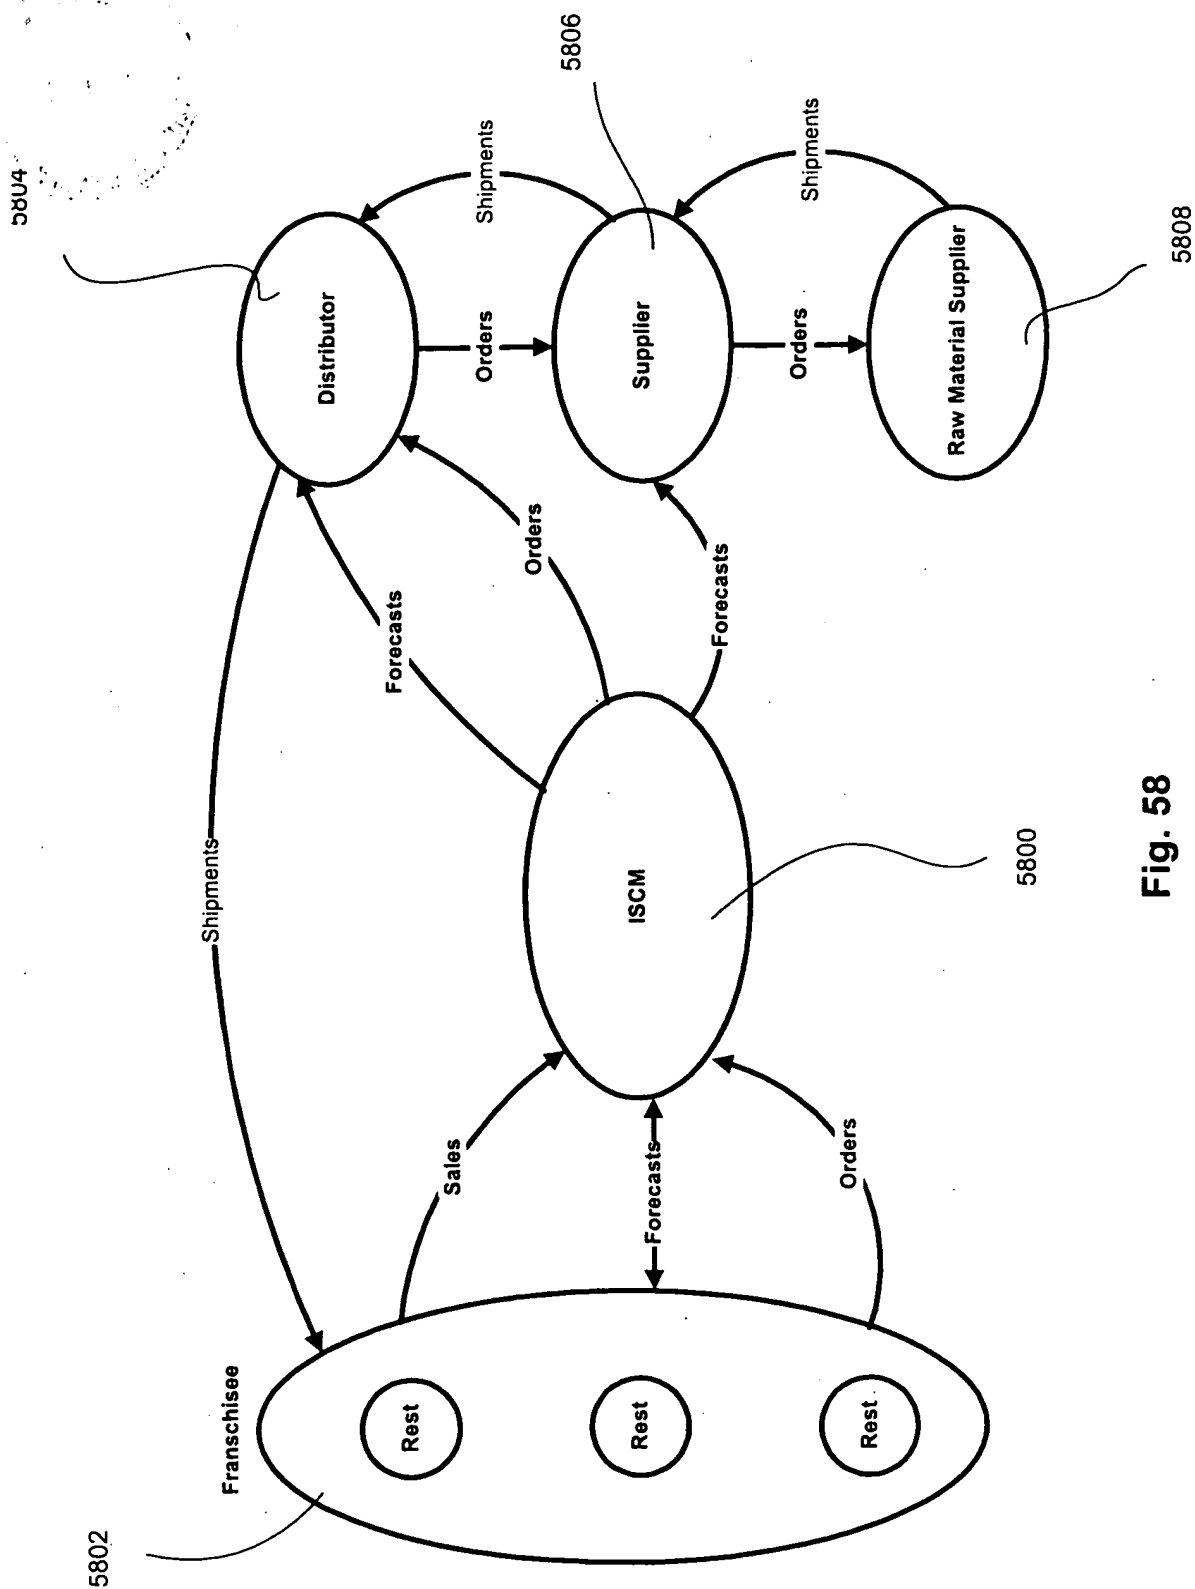 5802
Franschisee
Rest
Rest
Rest
Shipments
Sales
Forecasts
Orders
ISCM
5800
Forecasts
Orders
Forecasts
5804
Distributor
Shipments
Orders
5806
Supplier
Shipments
Orders
Raw Material Supplier
5808
Fig. 58